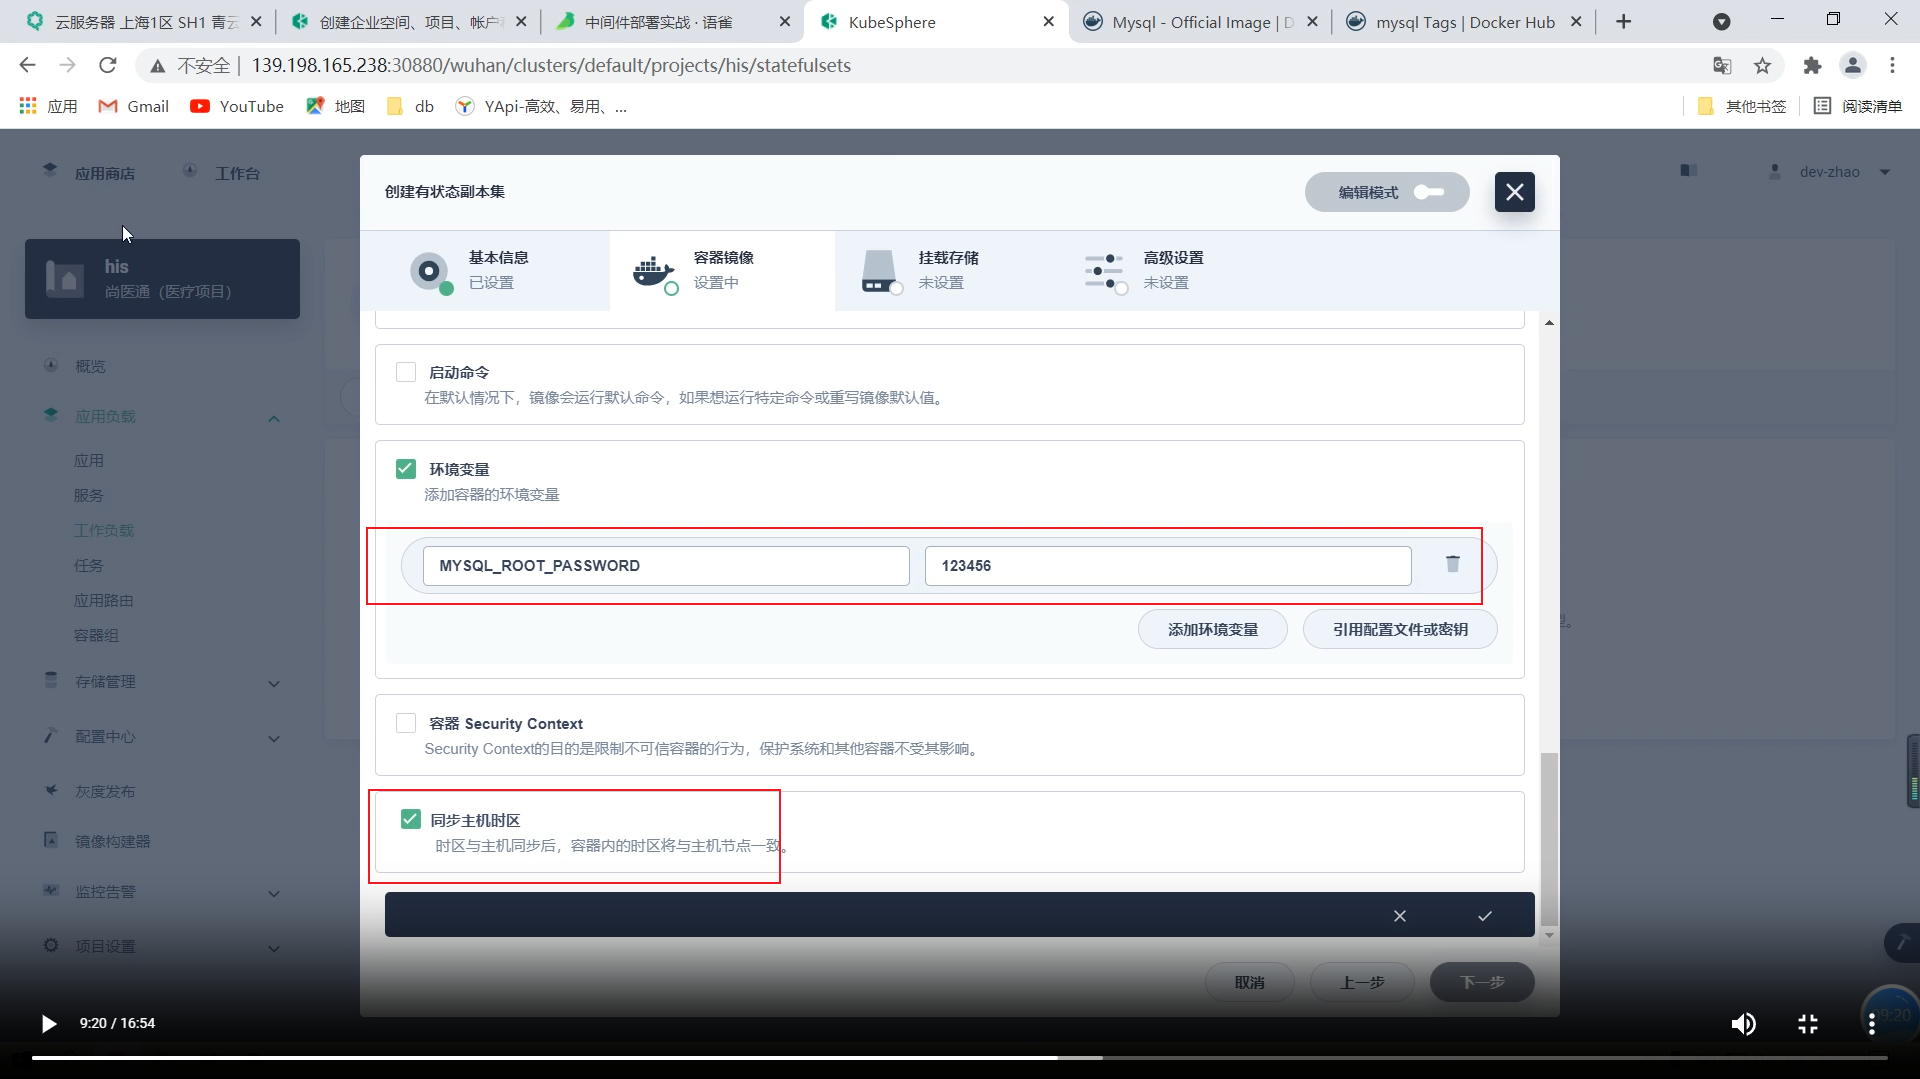 云服务器 上海1区 SH1 青云
创建企业空间、项目、帐户
中间件部署实战 · 语雀
KubeSphere
Mysql - Official Image | D
mysql Tags | Docker Hub
不安全
139.198.165.238:30880/wuhan/clusters/default/projects/his/statefulsets
应用
Gmail
YouTube
地图
db
YApi-高效、易用、...
其他书签
阅读清单
应用商店
工作台
dev-zhao
创建有状态副本集
编辑模式
his
尚医通（医疗项目）
基本信息
已设置
容器镜像
设置中
挂载存储
未设置
高级设置
未设置
概览
应用负载
应用
服务
工作负载
任务
应用路由
容器组
存储管理
配置中心
灰度发布
镜像构建器
监控告警
项目设置
启动命令
在默认情况下，镜像会运行默认命令，如果想运行特定命令或重写镜像默认值。
环境变量
添加容器的环境变量
MYSQL_ROOT_PASSWORD
123456
添加环境变量
引用配置文件或密钥
容器 Security Context
Security Context的目的是限制不可信容器的行为，保护系统和其他容器不受其影响。
同步主机时区
时区与主机同步后，容器内的时区将与主机节点一致。
取消
上一步
下一步
9:20 / 16:54
09:20